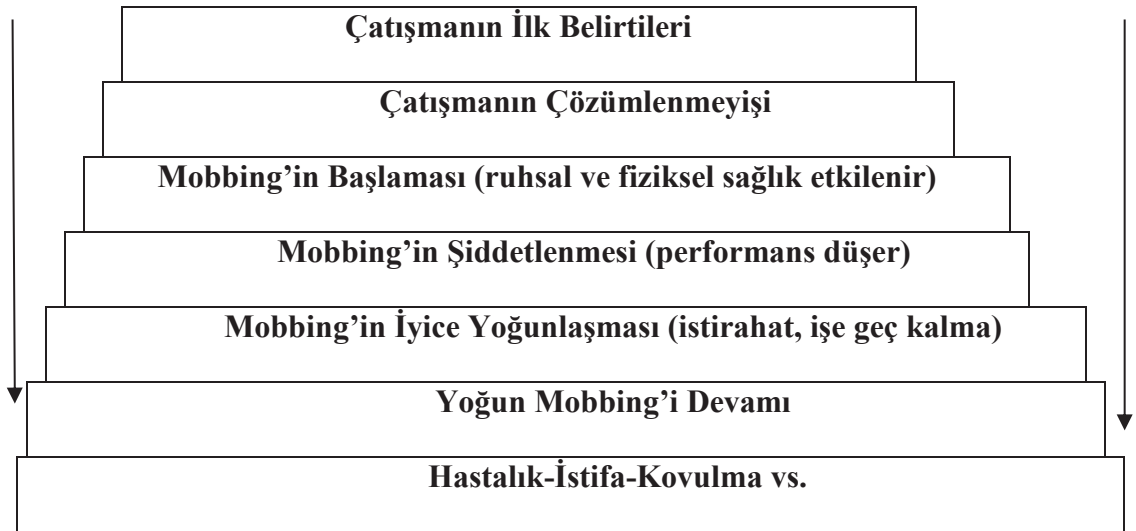 Çatışmanın İlk Belirtileri
Çatışmanın Çözümlenmeyişi
Mobbing’in Başlaması (ruhsal ve fiziksel sağlık etkilenir)
Mobbing’in Şiddetlenmesi (performans düşer)
Mobbing’in İyice Yoğunlaşması (istirahat, işe geç kalma)
Yoğun Mobbing’i Devamı
Hastalık-İstifa-Kovulma vs.